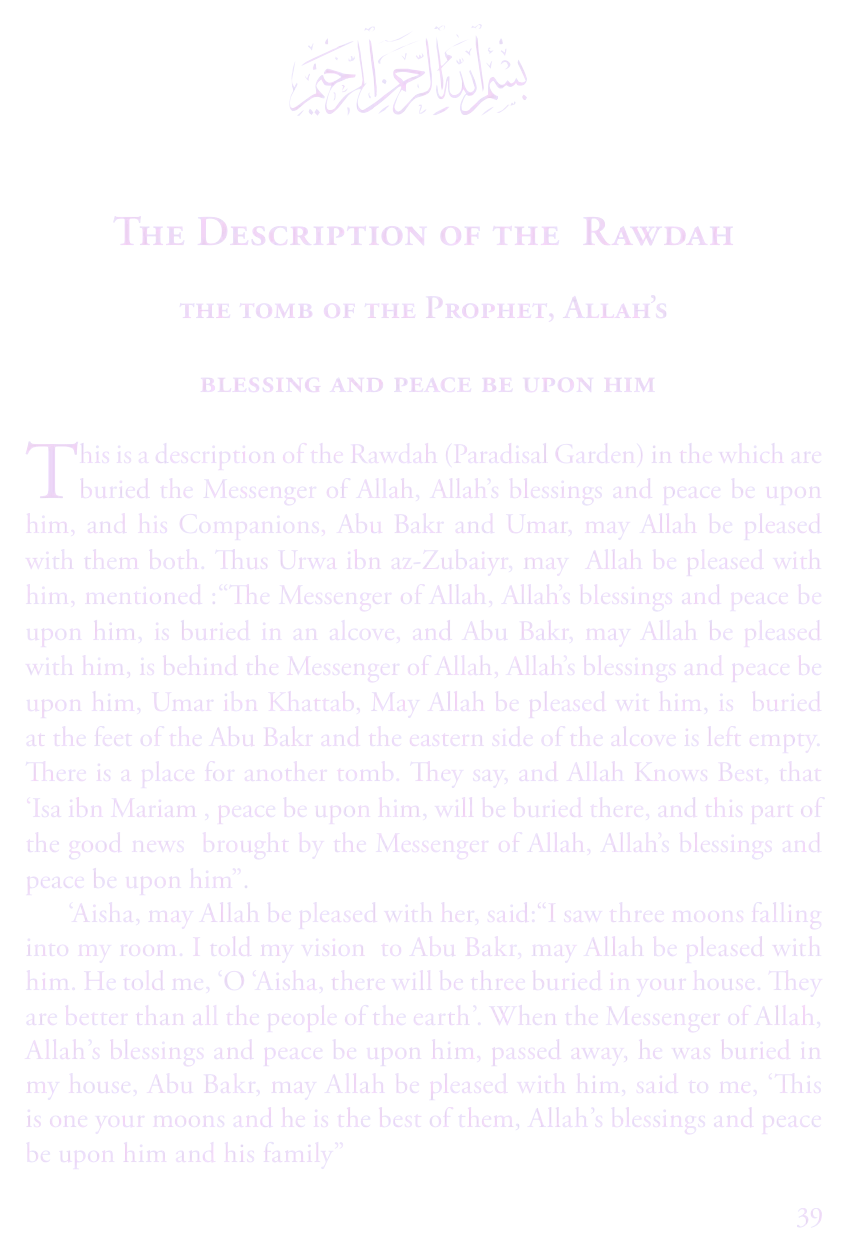 بسم الله الرحمن الرحيم
The Description of the Rawdah
the tomb of the Prophet, Allah’s
blessing and peace be upon him
This is a description of the Rawdah (Paradisal Garden) in the which are
buried the Messenger of Allah, Allah’s blessings and peace be upon
him, and his Companions, Abu Bakr and Umar, may Allah be pleased
with them both. Thus Urwa ibn az-Zubaiyr, may Allah be pleased with
him, mentioned :“The Messenger of Allah, Allah’s blessings and peace be
upon him, is buried in an alcove, and Abu Bakr, may Allah be pleased
with him, is behind the Messenger of Allah, Allah’s blessings and peace be
upon him, Umar ibn Khattab, May Allah be pleased wit him, is buried
at the feet of the Abu Bakr and the eastern side of the alcove is left empty.
There is a place for another tomb. They say, and Allah Knows Best, that
‘Isa ibn Mariam , peace be upon him, will be buried there, and this part of
the good news brought by the Messenger of Allah, Allah’s blessings and
peace be upon him”.
‘Aisha, may Allah be pleased with her, said:“I saw three moons falling
into my room. I told my vision to Abu Bakr, may Allah be pleased with
him. He told me, ‘O ‘Aisha, there will be three buried in your house. They
are better than all the people of the earth’. When the Messenger of Allah,
Allah’s blessings and peace be upon him, passed away, he was buried in
my house, Abu Bakr, may Allah be pleased with him, said to me, ‘This
is one your moons and he is the best of them, Allah’s blessings and peace
be upon him and his family”
39